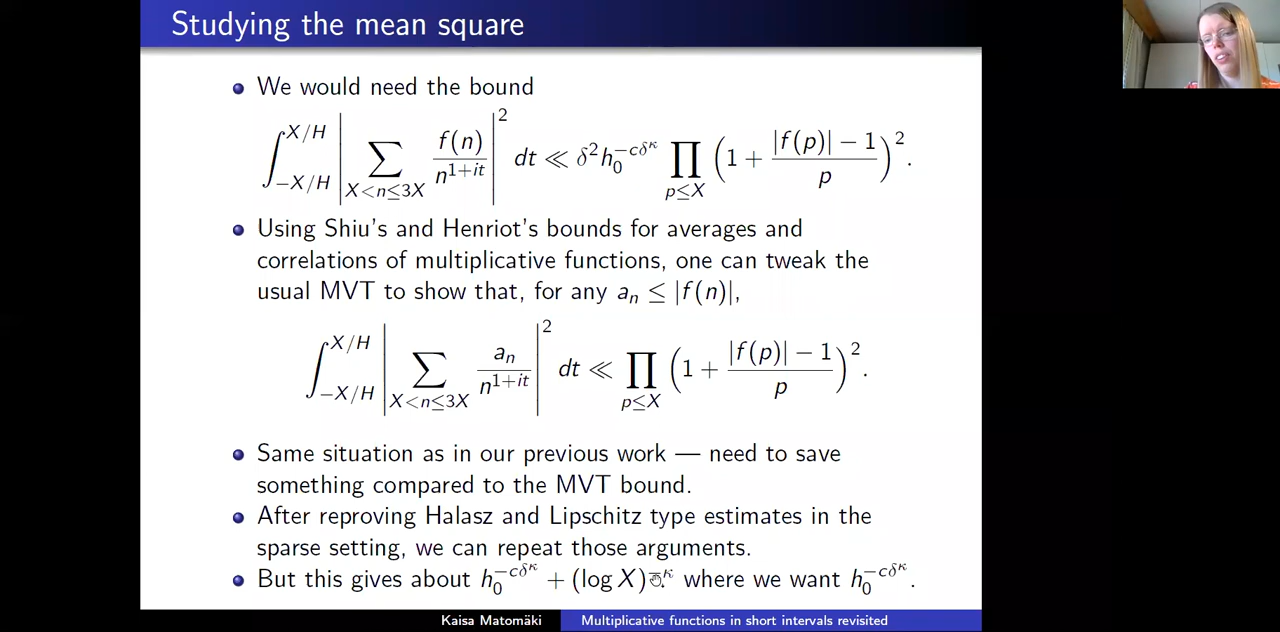 Studying the mean square
We would need the bound
∫_{-X/H}^{X/H} |∑_{X<n≤3X} f(n)/n^{1+it}|^2 dt ≪ δ^2 h_0^{-cδ^κ} ∏_{p≤X} (1 + (|f(p)| − 1)/p)^2.
Using Shiu's and Henriot's bounds for averages and
correlations of multiplicative functions, one can tweak the
usual MVT to show that, for any a_n ≤ |f(n)|,
∫_{-X/H}^{X/H} |∑_{X<n≤3X} a_n/n^{1+it}|^2 dt ≪ ∏_{p≤X} (1 + (|f(p)| − 1)/p)^2.
Same situation as in our previous work — need to save
something compared to the MVT bound.
After reproving Halasz and Lipschitz type estimates in the
sparse setting, we can repeat those arguments.
But this gives about h_0^{-cδ^κ} + (log X) where we want h_0^{-cδ^κ}.
Kaisa Matomäki Multiplicative functions in short intervals revisited